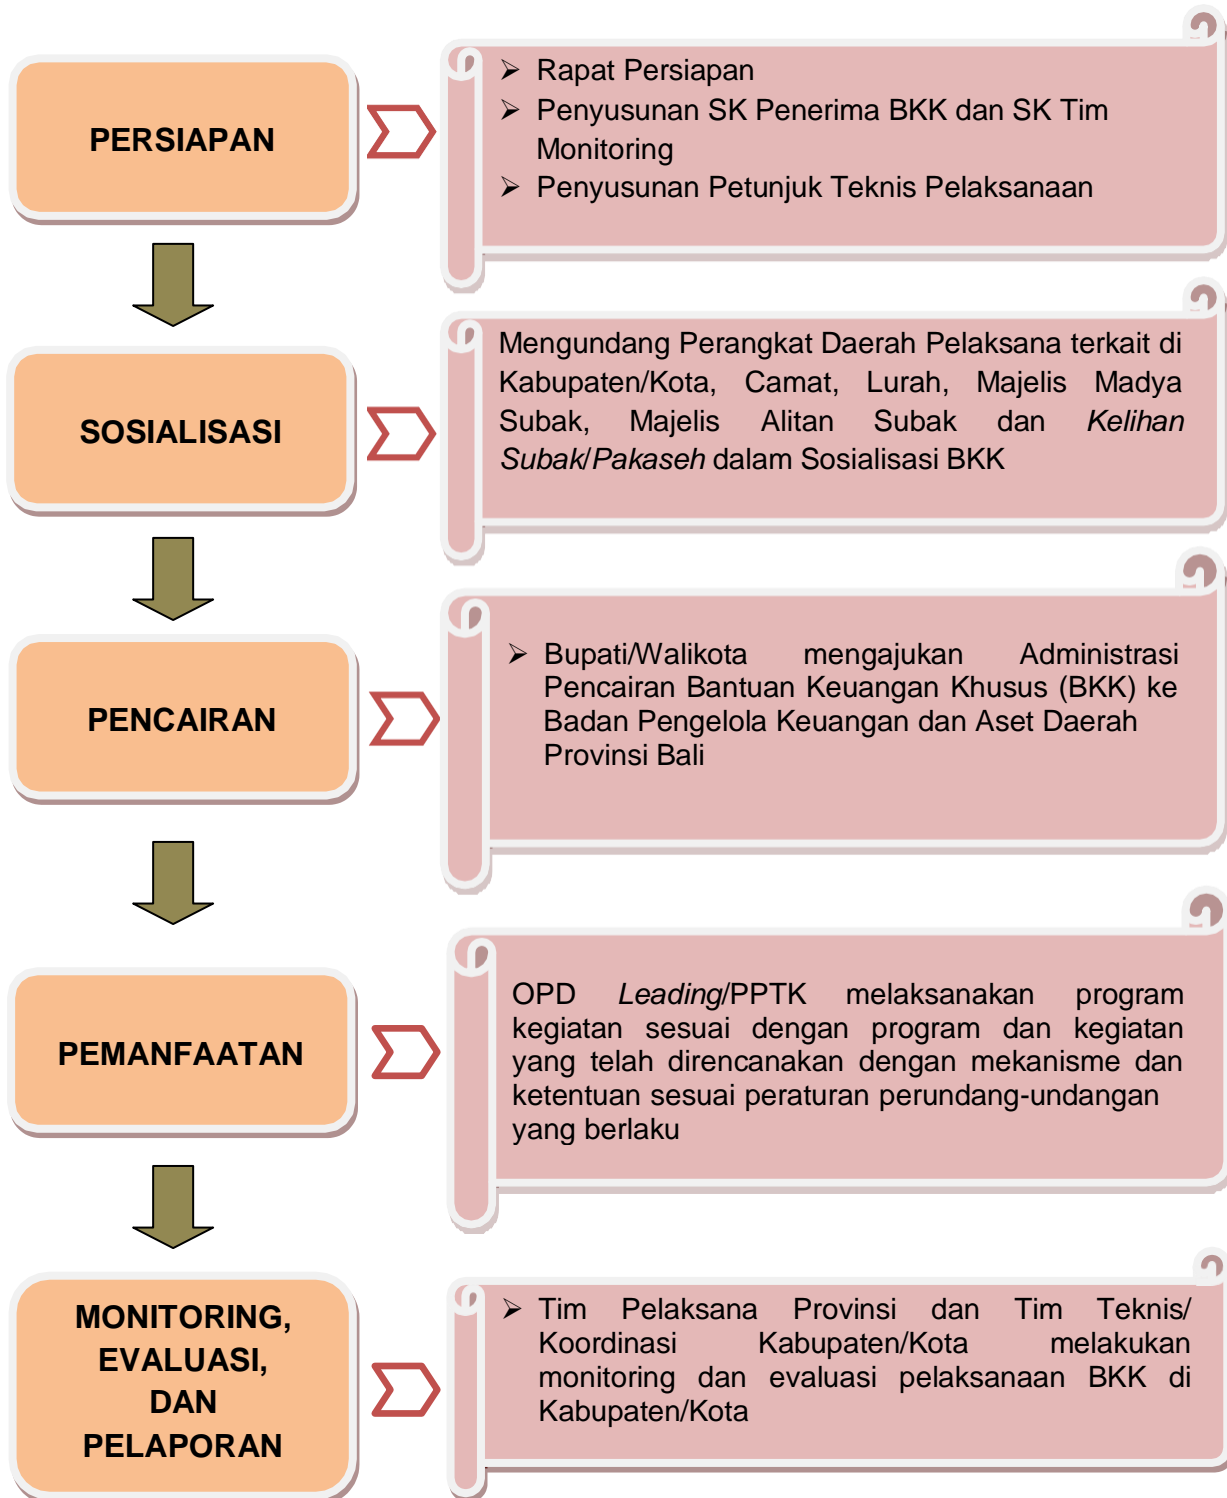 PERSIAPAN
➢ Rapat Persiapan
➢ Penyusunan SK Penerima BKK dan SK Tim
Monitoring
➢ Penyusunan Petunjuk Teknis Pelaksanaan
SOSIALISASI
Mengundang Perangkat Daerah Pelaksana terkait di
Kabupaten/Kota, Camat, Lurah, Majelis Madya
Subak, Majelis Alitan Subak dan Kelihan
Subak/Pakaseh dalam Sosialisasi BKK
PENCAIRAN
➢ Bupati/Walikota mengajukan Administrasi
Pencairan Bantuan Keuangan Khusus (BKK) ke
Badan Pengelola Keuangan dan Aset Daerah
Provinsi Bali
PEMANFAATAN
OPD Leading/PPTK melaksanakan program
kegiatan sesuai dengan program dan kegiatan
yang telah direncanakan dengan mekanisme dan
ketentuan sesuai peraturan perundang-undangan
yang berlaku
MONITORING,
EVALUASI,
DAN
PELAPORAN
➢ Tim Pelaksana Provinsi dan Tim Teknis/
Koordinasi Kabupaten/Kota melakukan
monitoring dan evaluasi pelaksanaan BKK di
Kabupaten/Kota